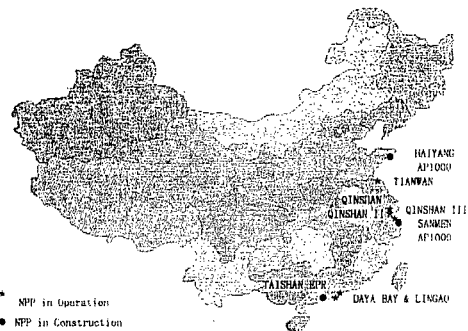 HAIYANG
AP1000
TIANWAN
QINSHAN
QINSHAN II
QINSHAN III
SANMEN
AP1000
TAISHAN EPR
DAYA BAY & LINGAO
NPP in Operation
NPP in Construction